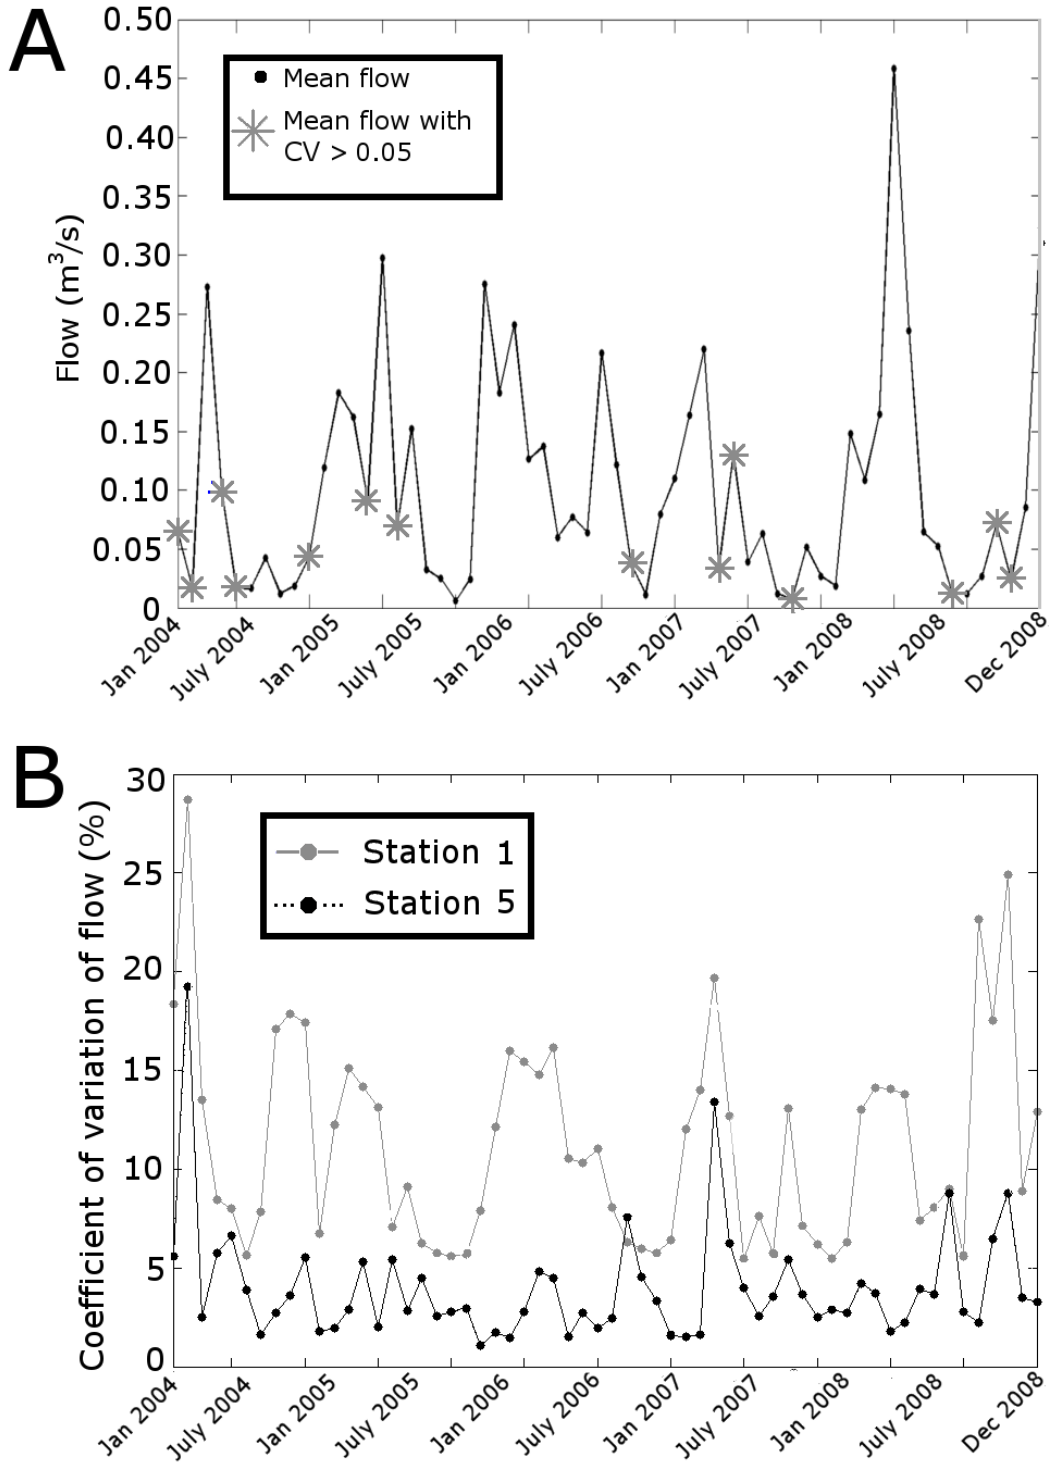 A
0.50
0.45
0.40
0.35
0.30
0.25
0.20
0.15
0.10
0.05
0
Flow (m³/s)
Mean flow
Mean flow with
CV > 0.05
Jan 2004
July 2004
Jan 2005
July 2005
Jan 2006
July 2006
Jan 2007
July 2007
Jan 2008
July 2008
Dec 2008
B
30
25
20
15
10
5
0
Coefficient of variation of flow (%)
Station 1
Station 5
Jan 2004
July 2004
Jan 2005
July 2005
Jan 2006
July 2006
Jan 2007
July 2007
Jan 2008
July 2008
Dec 2008